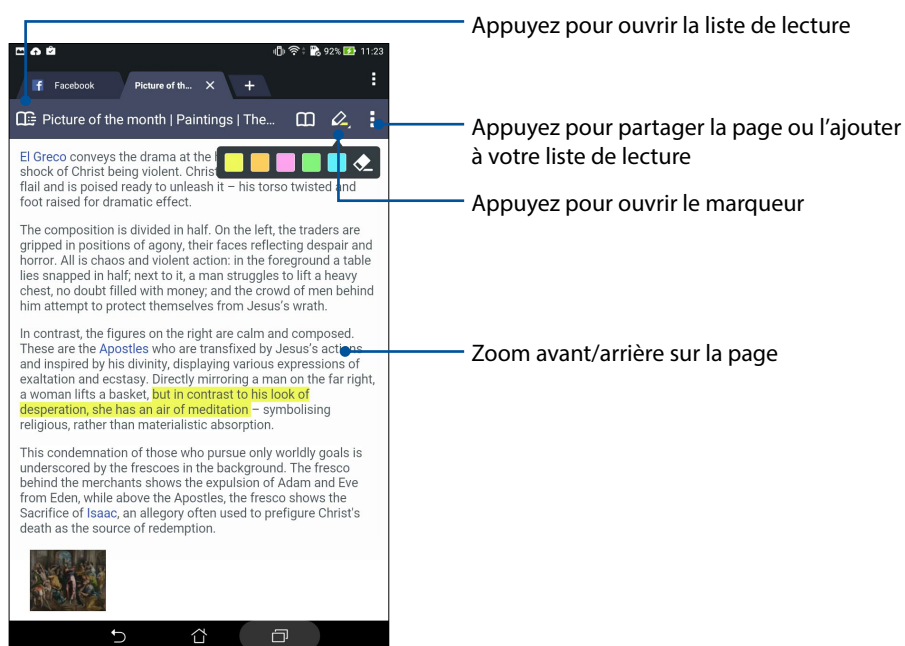 Appuyez pour ouvrir la liste de lecture
92% 11:23
Facebook Picture of th...
Picture of the month | Paintings | The...
Appuyez pour partager la page ou l'ajouter
à votre liste de lecture
El Greco conveys the drama at the
shock of Christ being violent. Christ
flail and is poised ready to unleash it – his torso twisted and
foot raised for dramatic effect.
Appuyez pour ouvrir le marqueur
The composition is divided in half. On the left, the traders are
gripped in positions of agony, their faces reflecting despair and
horror. All is chaos and violent action: in the foreground a table
lies snapped in half; next to it, a man struggles to lift a heavy
chest, no doubt filled with money; and the crowd of men behind
him attempt to protect themselves from Jesus's wrath.
In contrast, the figures on the right are calm and composed.
These are the Apostles who are transfixed by Jesus's actions
and inspired by his divinity, displaying various expressions of
exaltation and ecstasy. Directly mirroring a man on the far right,
a woman lifts a basket, but in contrast to his look of
desperation, she has an air of meditation – symbolising
religious, rather than materialistic absorption.
Zoom avant/arrière sur la page
This condemnation of those who pursue only worldly goals is
underscored by the frescoes in the background. The fresco
behind the merchants shows the expulsion of Adam and Eve
from Eden, while above the Apostles, the fresco shows the
Sacrifice of Isaac, an allegory often used to prefigure Christ's
death as the source of redemption.